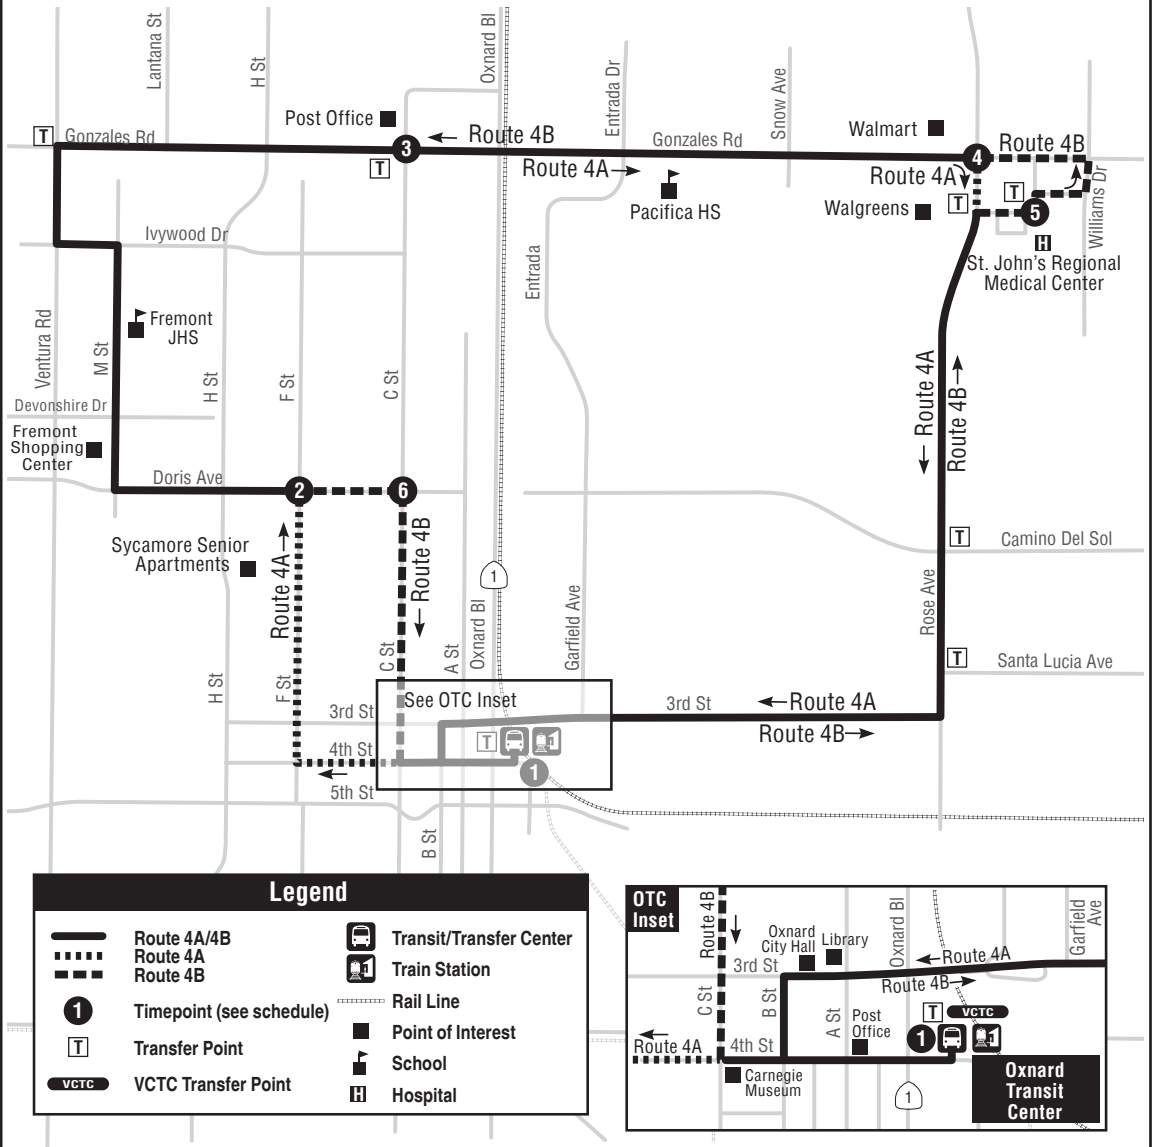 Lantana St
H St
Oxnard Bl
Entrada Dr
Snow Ave
Post Office
T
Gonzales Rd
3
T
Route 4B
Route 4A
Gonzales Rd
Pacifica HS
Walmart
4
Route 4B
Route 4A
T
T
Walgreens
5
Williams Dr
H
St. John's Regional
Medical Center
Ivywood Dr
Entrada
Ventura Rd
M St
Fremont
JHS
H St
F St
C St
Devonshire Dr
Fremont
Shopping
Center
Doris Ave
2
6
Route 4A
Route 4B
Sycamore Senior
Apartments
Route 4A
Route 4B
1
T
Camino Del Sol
Rose Ave
T
Santa Lucia Ave
H St
F St
C St
A St
Oxnard Bl
Garfield Ave
See OTC Inset
3rd St
3rd St
Route 4A
Route 4B
T
1
4th St
5th St
B St
Legend
Route 4A/4B
Route 4A
Route 4B
1
Timepoint (see schedule)
T
Transfer Point
VCTC
VCTC Transfer Point
Transit/Transfer Center
Train Station
Rail Line
Point of Interest
School
H
Hospital
OTC
Inset
Route 4B
Oxnard
City Hall
Library
Oxnard Bl
Garfield
Ave
3rd St
Route 4A
Route 4B
C St
B St
A St
Post
Office
T
VCTC
1
Route 4A
4th St
Carnegie
Museum
1
Oxnard
Transit
Center